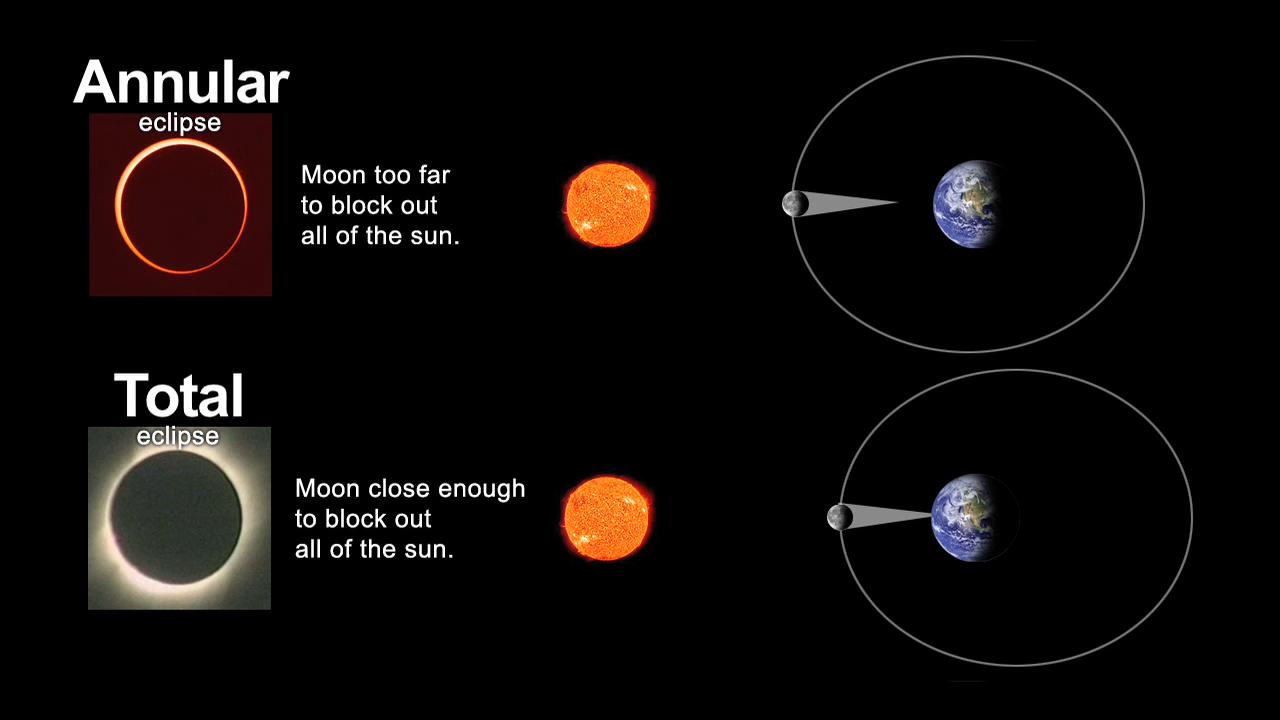 Annular
eclipse
Moon too far
to block out
all of the sun.
Total
eclipse
Moon close enough
to block out
all of the sun.